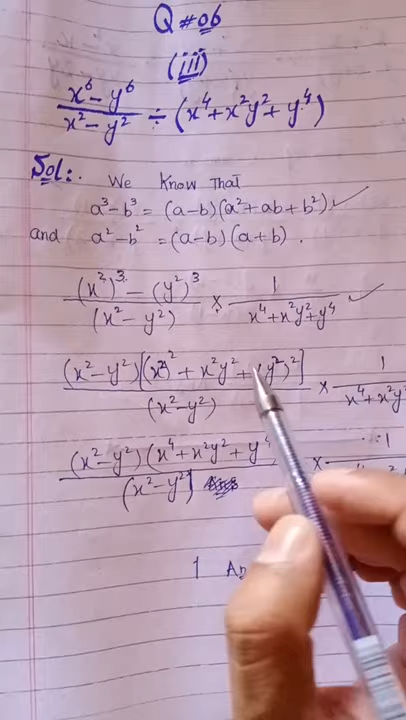 Q # 06
(iii)
x⁶ - y⁶ / x² - y² ÷ (x⁴ + x²y² + y⁴)
Sol:. We Know That
a³ - b³ = (a-b)(a² + ab + b²) ✓
and a² - b² = (a-b)(a+b).
(x²)³ - (y²)³ / (x² - y²) × 1 / x⁴ + x²y² + y⁴ ✓
(x² - y²)[(x²)² + x²y² + (y²)²] / (x² - y²) × 1 / x⁴ + x²y
(x² - y²)(x⁴ + x²y² + y⁴ / (x² - y²) × 1
1 An